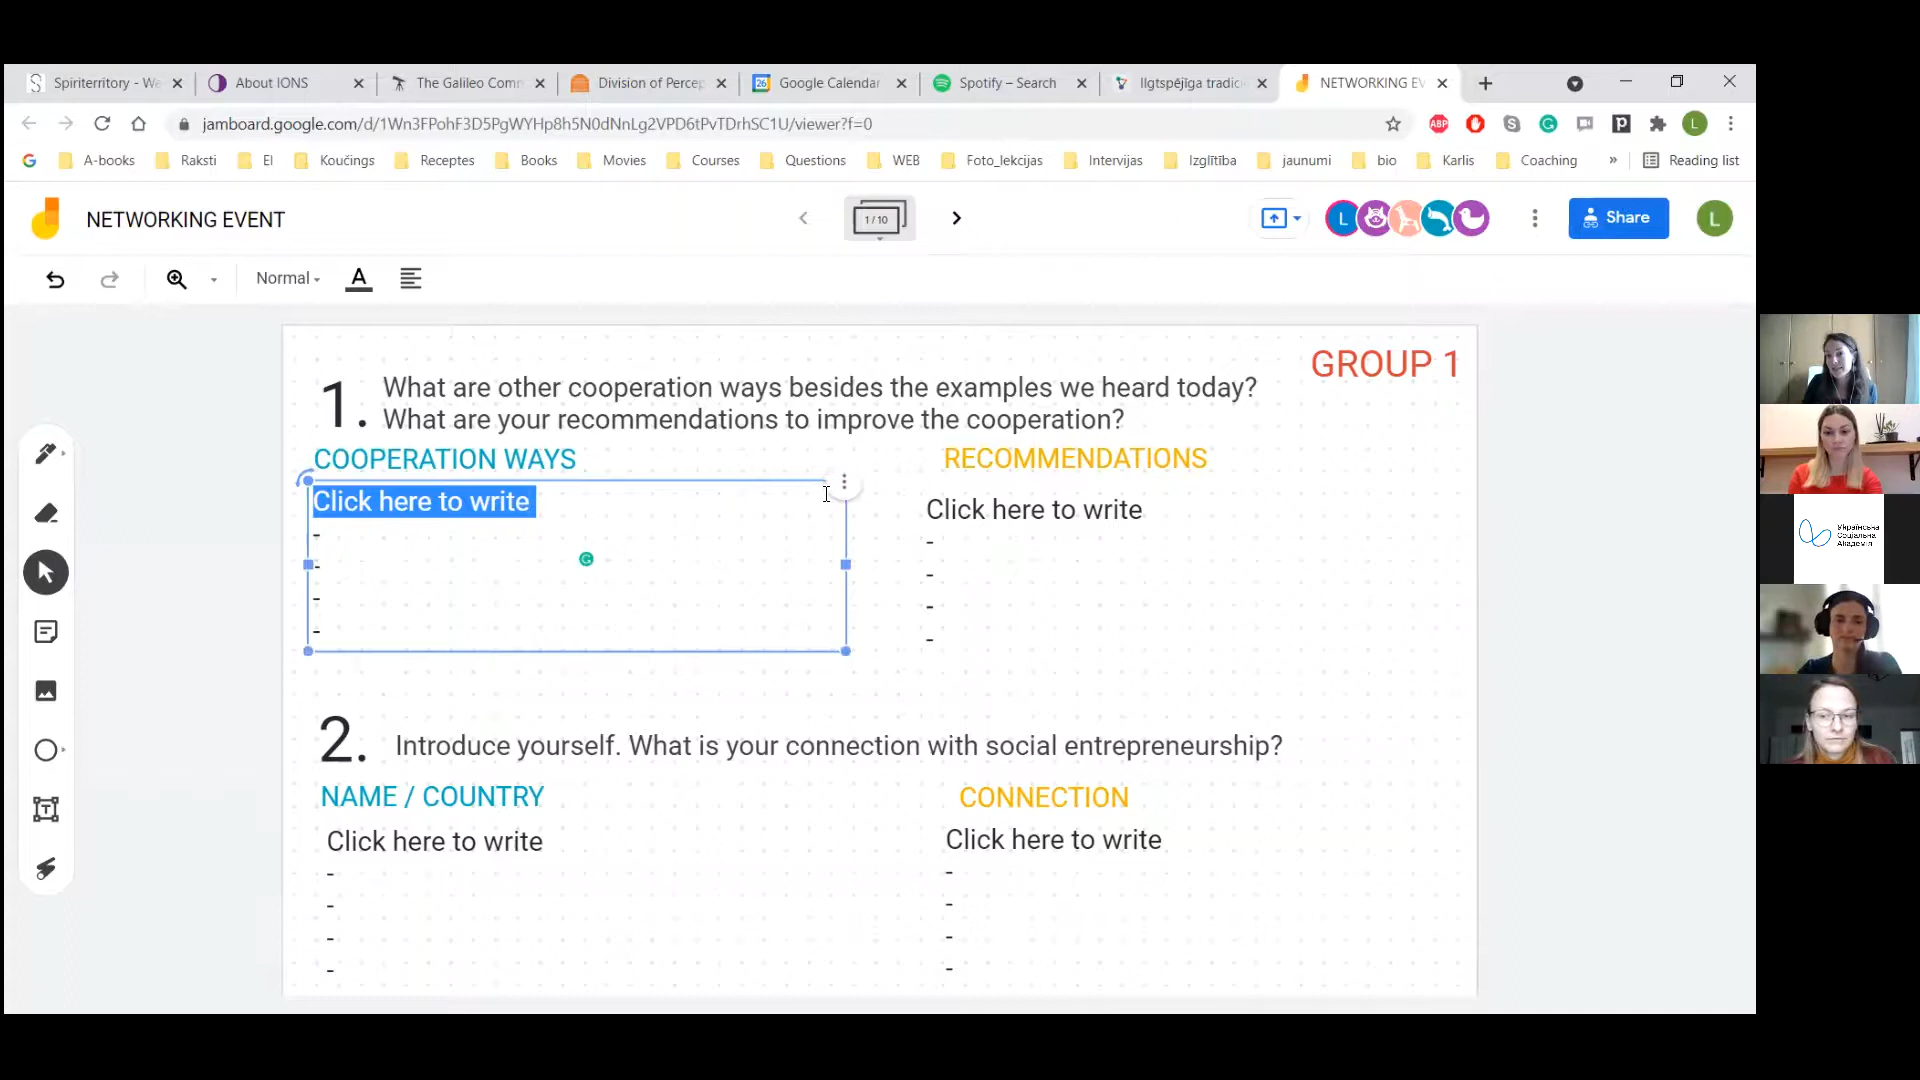 Spiriterritory - We
About IONS
The Galileo Comm
Division of Percep
Google Calendar
Spotify – Search
Ilgtspējīga tradici
NETWORKING EV
jamboard.google.com/d/1Wn3FPohF3D5PgWYHp8h5N0dNnLg2VPD6tPvTDrhSC1U/viewer?f=0
ABP
L
A-books
Raksti
EI
Koučings
Receptes
Books
Movies
Courses
Questions
WEB
Foto_lekcijas
Intervijas
Izglītība
jaunumi
bio
Karlis
Coaching
»
Reading list
NETWORKING EVENT
1 / 10
L
Share
L
Normal
A
GROUP 1
1. What are other cooperation ways besides the examples we heard today?
What are your recommendations to improve the cooperation?
COOPERATION WAYS
Click here to write
-
-
-
-
RECOMMENDATIONS
Click here to write
-
-
-
-
2. Introduce yourself. What is your connection with social entrepreneurship?
NAME / COUNTRY
Click here to write
-
-
-
-
CONNECTION
Click here to write
-
-
-
-
Українська
Соціальна
Академія